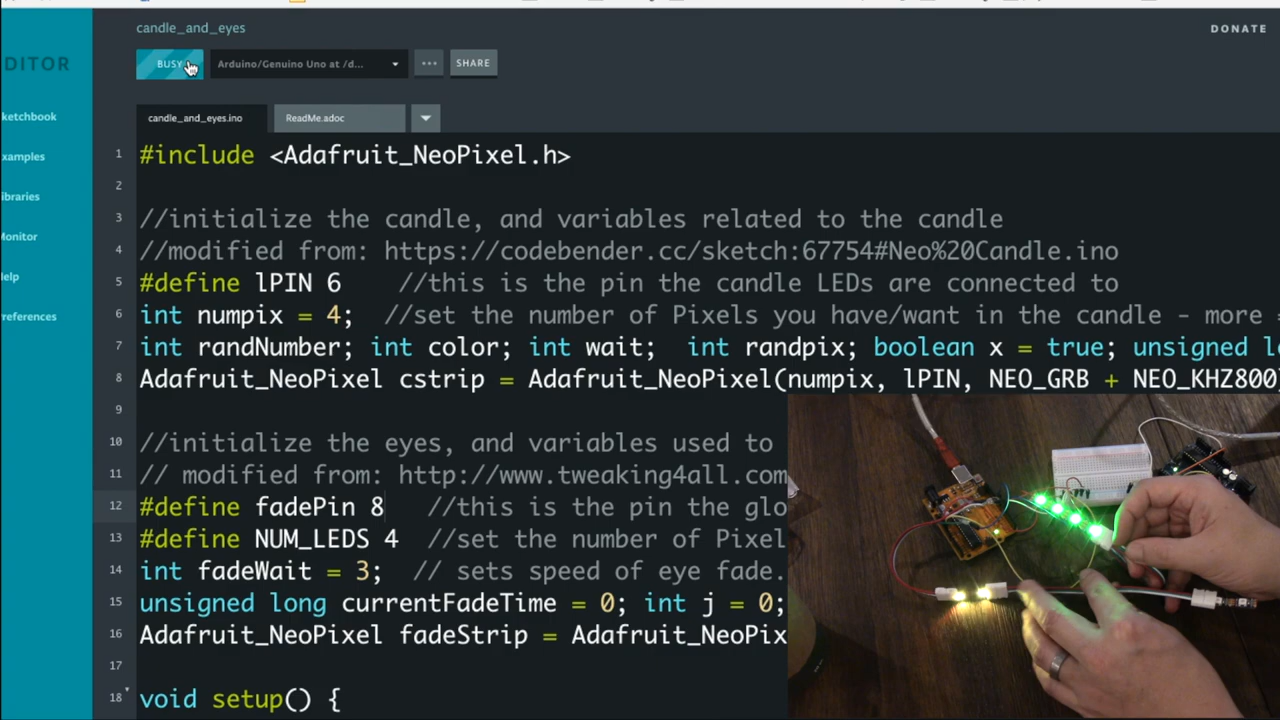 candle_and_eyes
DONATE
DITOR
BUSY
Arduino/Genuino Uno at /d...
•••
SHARE
ketchbook
xamples
ibraries
Monitor
elp
references
candle_and_eyes.ino
ReadMe.adoc
1 #include <Adafruit_NeoPixel.h>
2
3 //initialize the candle, and variables related to the candle
4 //modified from: https://codebender.cc/sketch:67754#Neo%20Candle.ino
5 #define lPIN 6 //this is the pin the candle LEDs are connected to
6 int numpix = 4; //set the number of Pixels you have/want in the candle - more =
7 int randNumber; int color; int wait; int randpix; boolean x = true; unsigned lo
8 Adafruit_NeoPixel cstrip = Adafruit_NeoPixel(numpix, lPIN, NEO_GRB + NEO_KHZ800)
9
10 //initialize the eyes, and variables used to
11 // modified from: http://www.tweaking4all.com
12 #define fadePin 8 //this is the pin the glo
13 #define NUM_LEDS 4 //set the number of Pixel
14 int fadeWait = 3; // sets speed of eye fade.
15 unsigned long currentFadeTime = 0; int j = 0;
16 Adafruit_NeoPixel fadeStrip = Adafruit_NeoPix
17
18 void setup() {